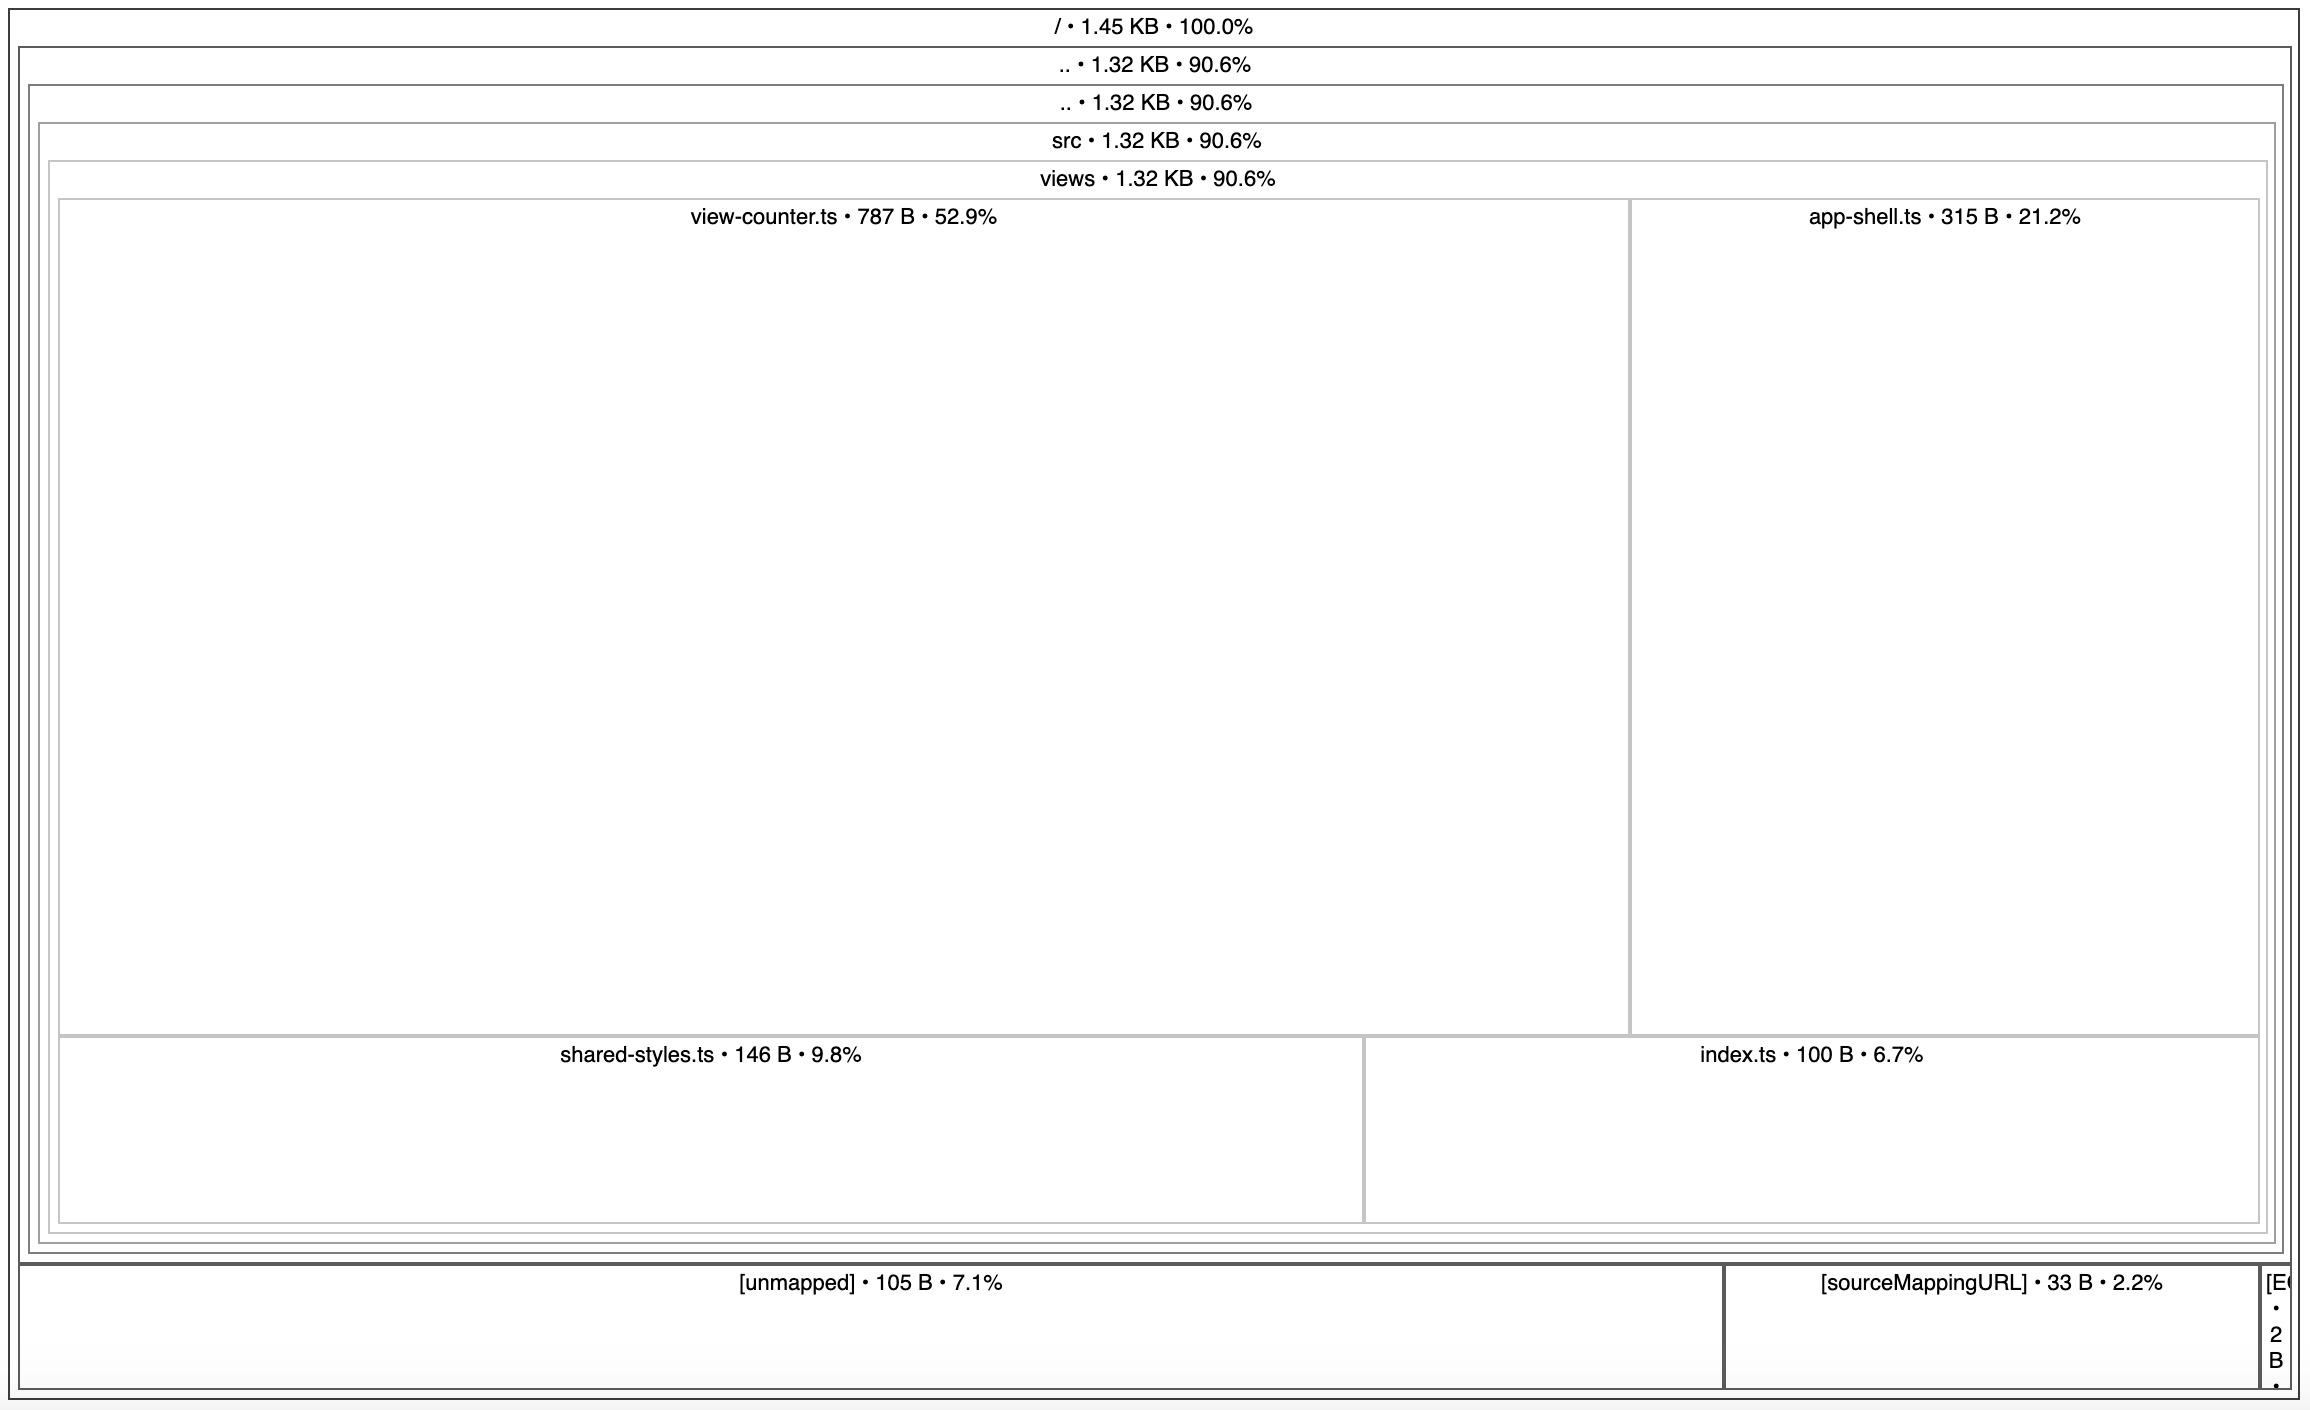 / • 1.45 KB • 100.0%
.. • 1.32 KB • 90.6%
.. • 1.32 KB • 90.6%
src • 1.32 KB • 90.6%
views • 1.32 KB • 90.6%
view-counter.ts • 787 B • 52.9%
app-shell.ts • 315 B • 21.2%
shared-styles.ts • 146 B • 9.8%
index.ts • 100 B • 6.7%
[unmapped] • 105 B • 7.1%
[sourceMappingURL] • 33 B • 2.2%
•
2
B
•